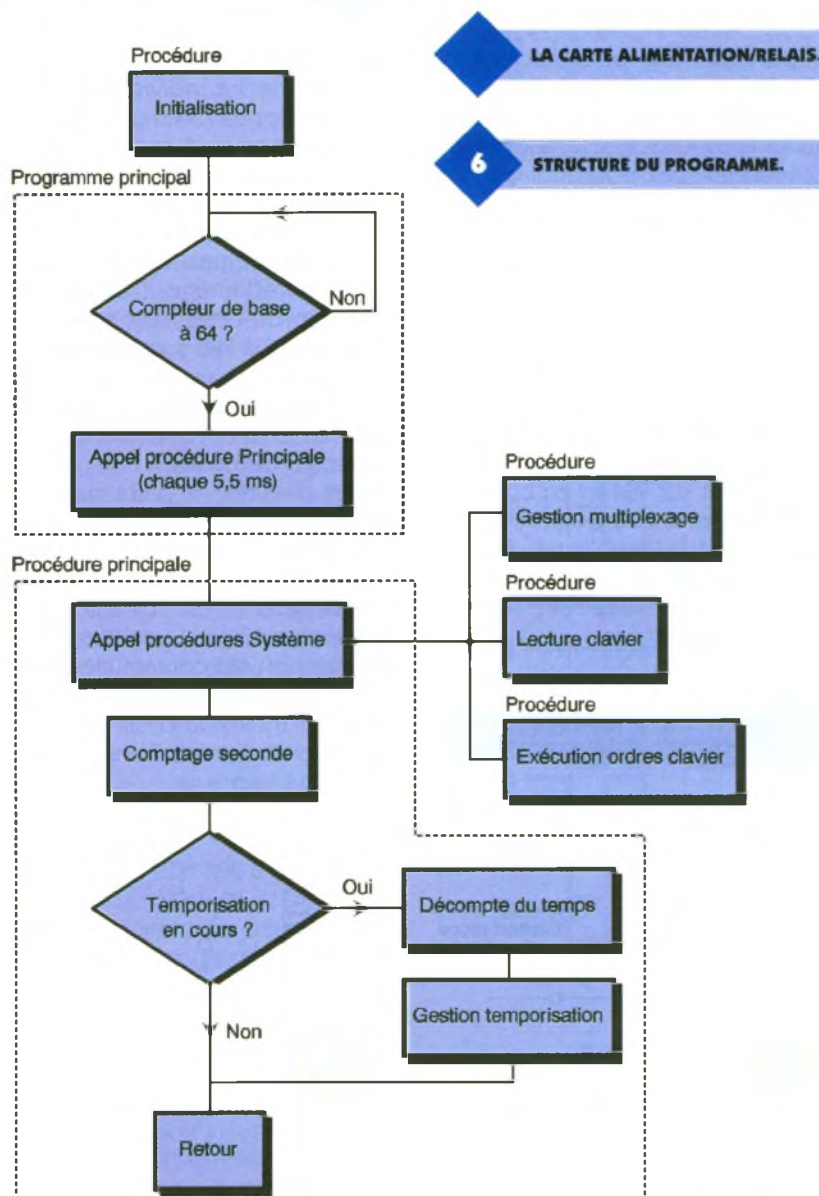 LA CARTE ALIMENTATION/RELAIS.
6 STRUCTURE DU PROGRAMME.
Procédure
Initialisation
Programme principal
Compteur de base
à 64 ?
Non
Oui
Appel procédure Principale
(chaque 5,5 ms)
Procédure principale
Appel procédures Système
Procédure
Gestion multiplexage
Procédure
Lecture clavier
Procédure
Exécution ordres clavier
Comptage seconde
Temporisation
en cours ?
Oui
Décompte du temps
Gestion temporisation
Non
Retour